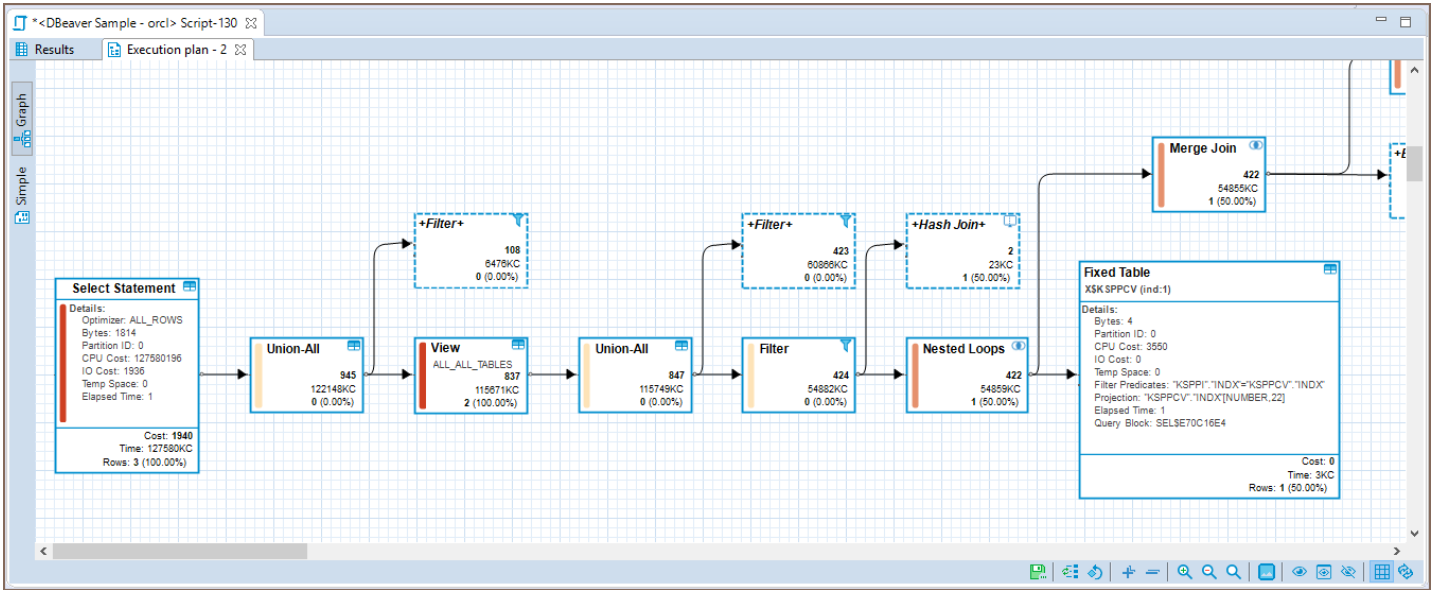 *<DBeaver Sample - orcl> Script-130
Results
Execution plan - 2
Graph
Simple
Select Statement
Details:
Optimizer: ALL_ROWS
Bytes: 1814
Partition ID: 0
CPU Cost: 127580196
IO Cost: 1936
Temp Space: 0
Elapsed Time: 1
Cost: 1940
Time: 127580KC
Rows: 3 (100.00%)
Union-All
945
122148KC
0 (0.00%)
+Filter+
108
6476KC
0 (0.00%)
View
ALL_ALL_TABLES
837
115671KC
2 (100.00%)
Union-All
847
115749KC
0 (0.00%)
+Filter+
423
60866KC
0 (0.00%)
Filter
424
54882KC
0 (0.00%)
+Hash Join+
2
23KC
1 (50.00%)
Nested Loops
422
54859KC
1 (50.00%)
Merge Join
422
54855KC
1 (50.00%)
Fixed Table
X$KSPPCV (ind:1)
Details:
Bytes: 4
Partition ID: 0
CPU Cost: 3550
IO Cost: 0
Temp Space: 0
Filter Predicates: "KSPPI"."INDX"="KSPPCV"."INDX"
Projection: "KSPPCV"."INDX"[NUMBER,22]
Elapsed Time: 1
Query Block: SEL$E70C16E4
Cost: 0
Time: 3KC
Rows: 1 (50.00%)